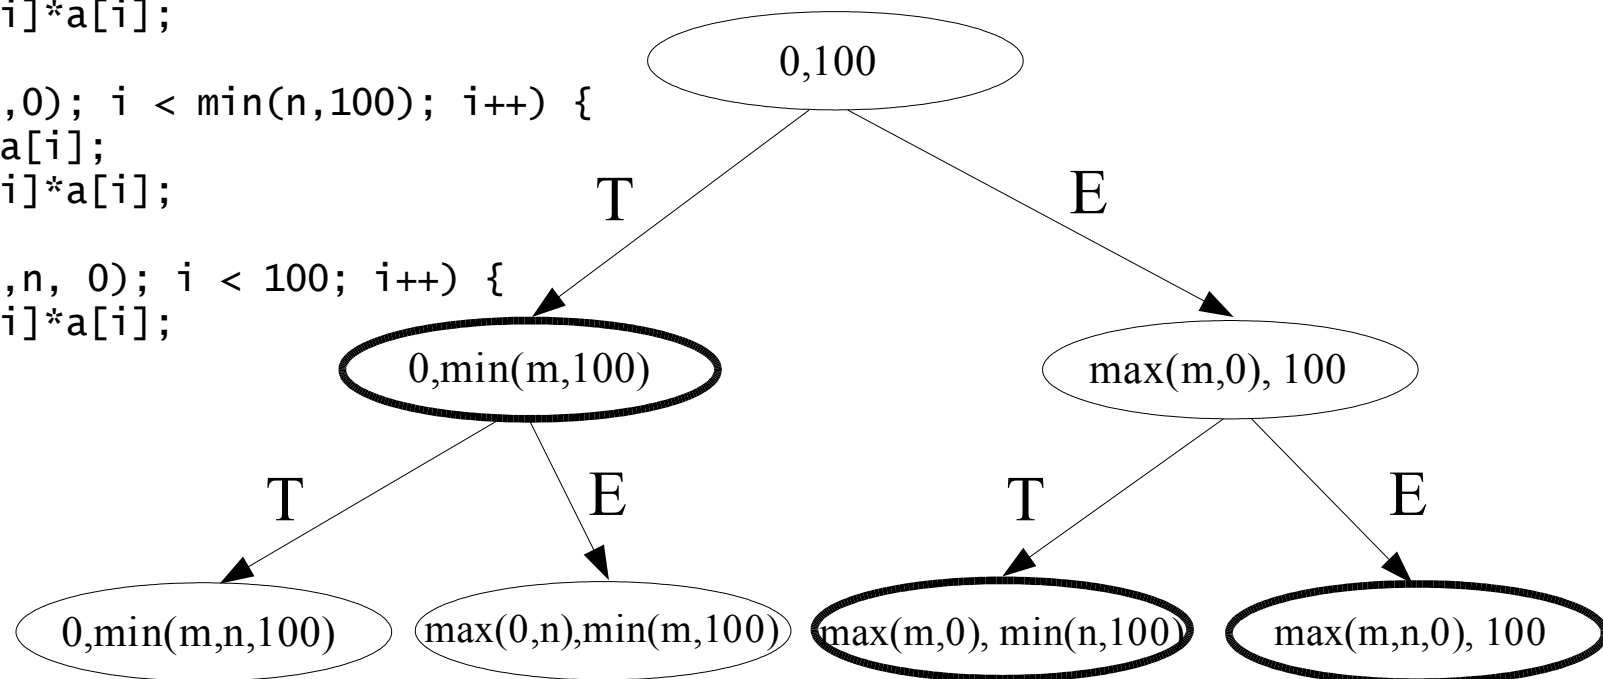 i]*a[i];
,0); i < min(n,100); i++) {
a[i];
i]*a[i];
,n, 0); i < 100; i++) {
i]*a[i];
0,100
T
E
0,min(m,100)
max(m,0), 100
T
E
T
E
0,min(m,n,100)
max(0,n),min(m,100)
max(m,0), min(n,100)
max(m,n,0), 100